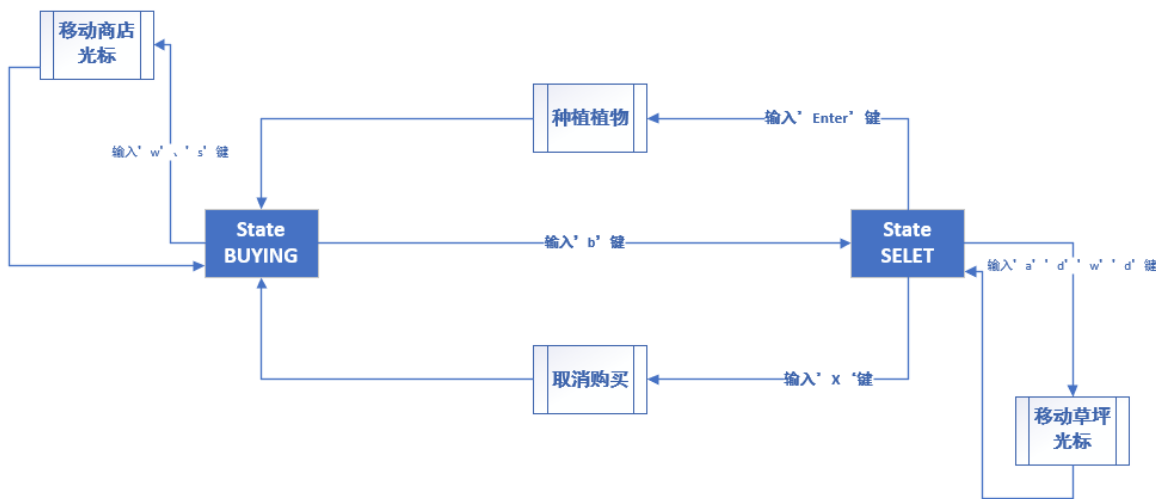 移动商店
光标
种植植物
输入’Enter’键
输入’w’、’s’键
State
BUYING
输入’b’键
State
SELET
输入’a’’d’’w’’d’键
取消购买
输入’X‘键
移动草坪
光标